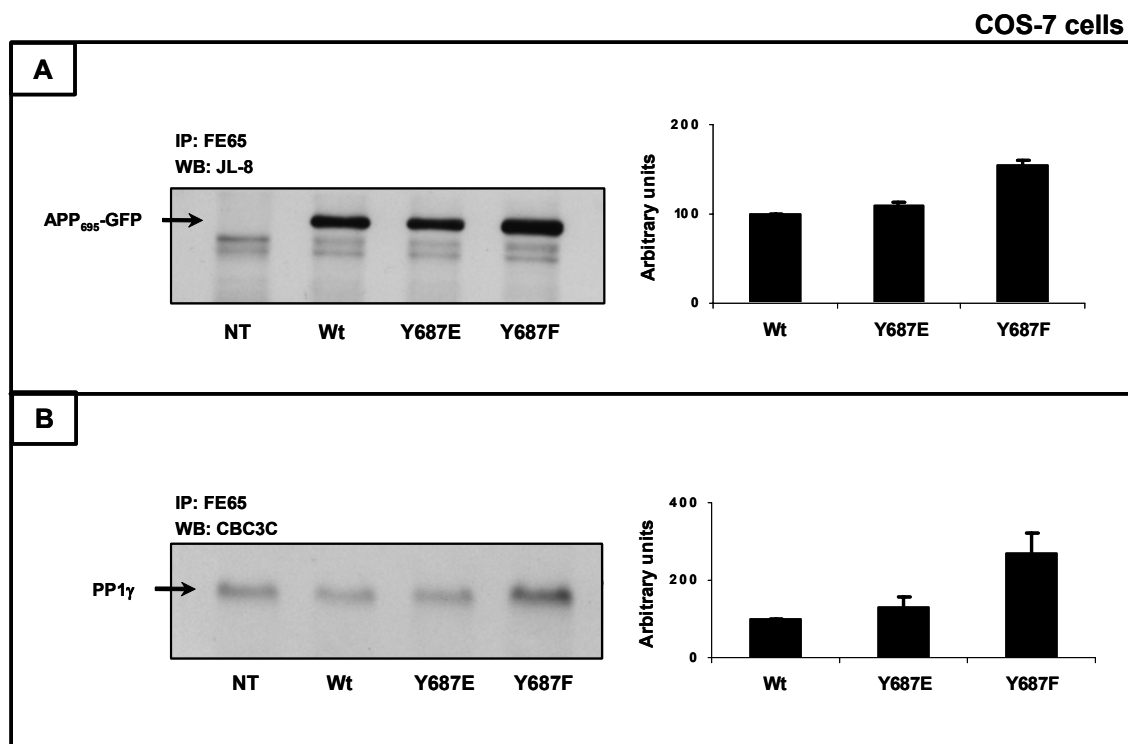 COS-7 cells
A
IP: FE65
WB: JL-8
APP695-GFP
NT Wt Y687E Y687F
200
100
0
Arbitrary units
Wt Y687E Y687F
B
IP: FE65
WB: CBC3C
PP1γ
NT Wt Y687E Y687F
400
200
0
Arbitrary units
Wt Y687E Y687F